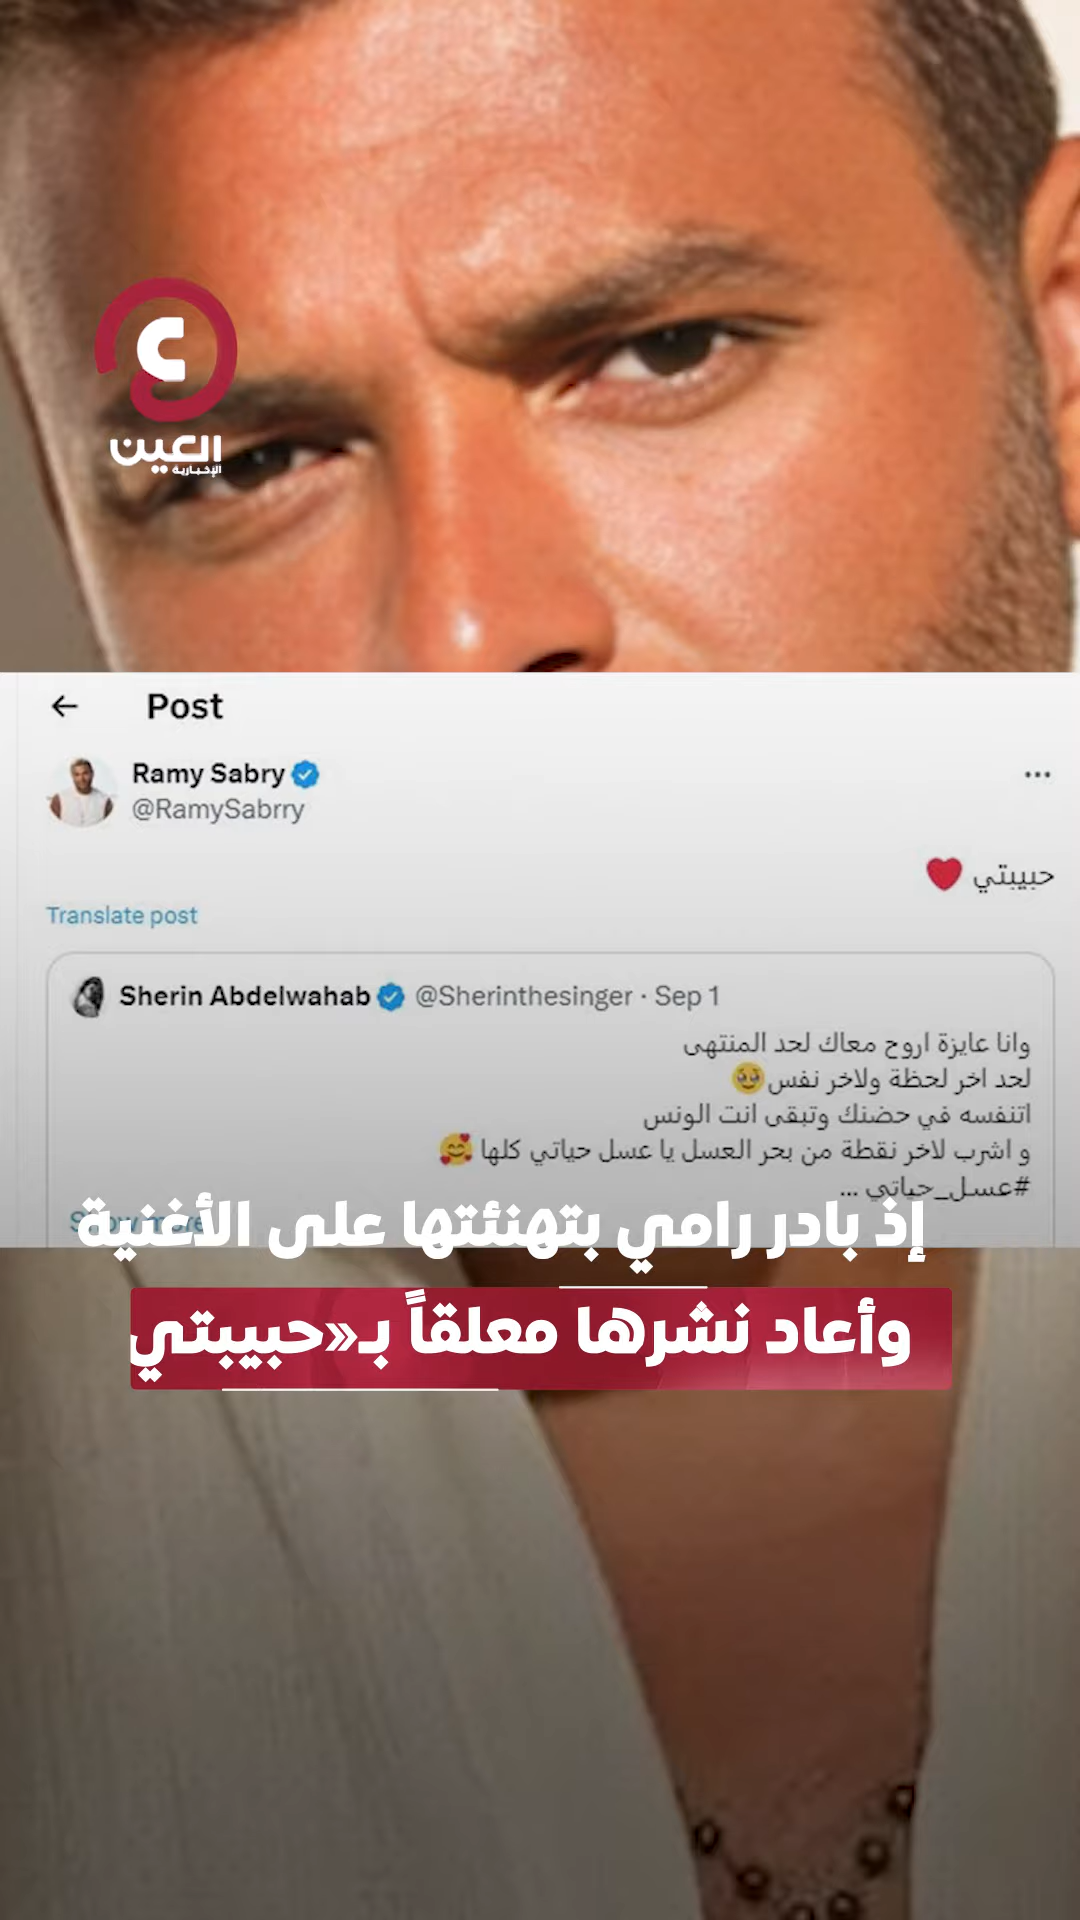 العين
الإخبارية
Post
Ramy Sabry
@RamySabrry
حبيبتي ❤️
Translate post
Sherin Abdelwahab @Sherinthesinger · Sep 1
وانا عايزة اروح معاك لحد المنتهى
لحد اخر لحظة ولاخر نفس🥹
اتنفسه في حضنك وتبقى انت الونس
و اشرب لاخر نقطة من بحر العسل يا عسل حياتي كلها 🥰
#عسل_حياتي ...
Show more
إذ بادر رامي بتهنئتها على الأغنية
وأعاد نشرها معلقاً بـ«حبيبتي